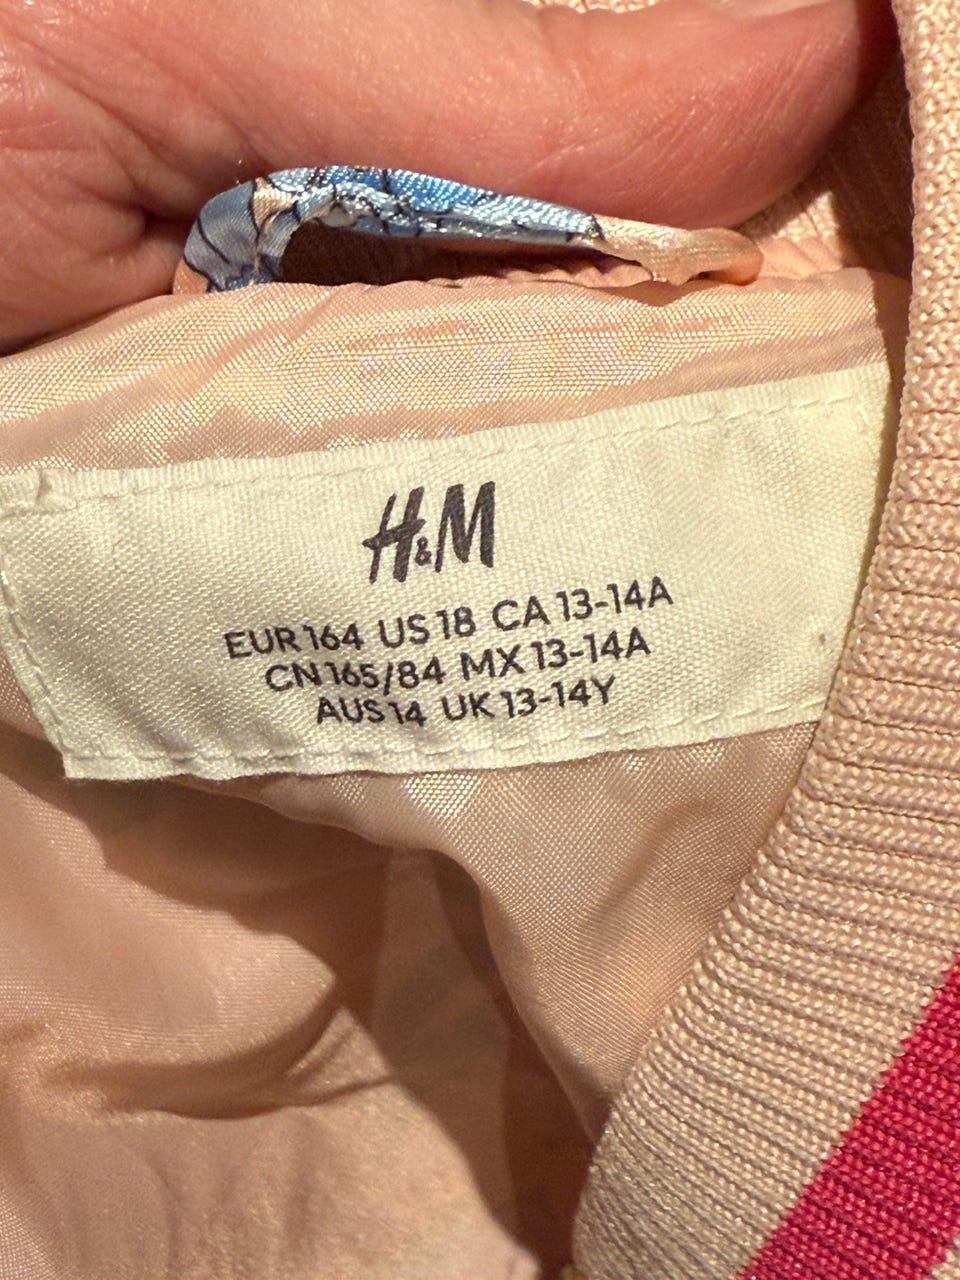 H&M
EUR 164 US 18 CA 13-14A
CN 165/84 MX 13-14A
AUS 14 UK 13-14Y